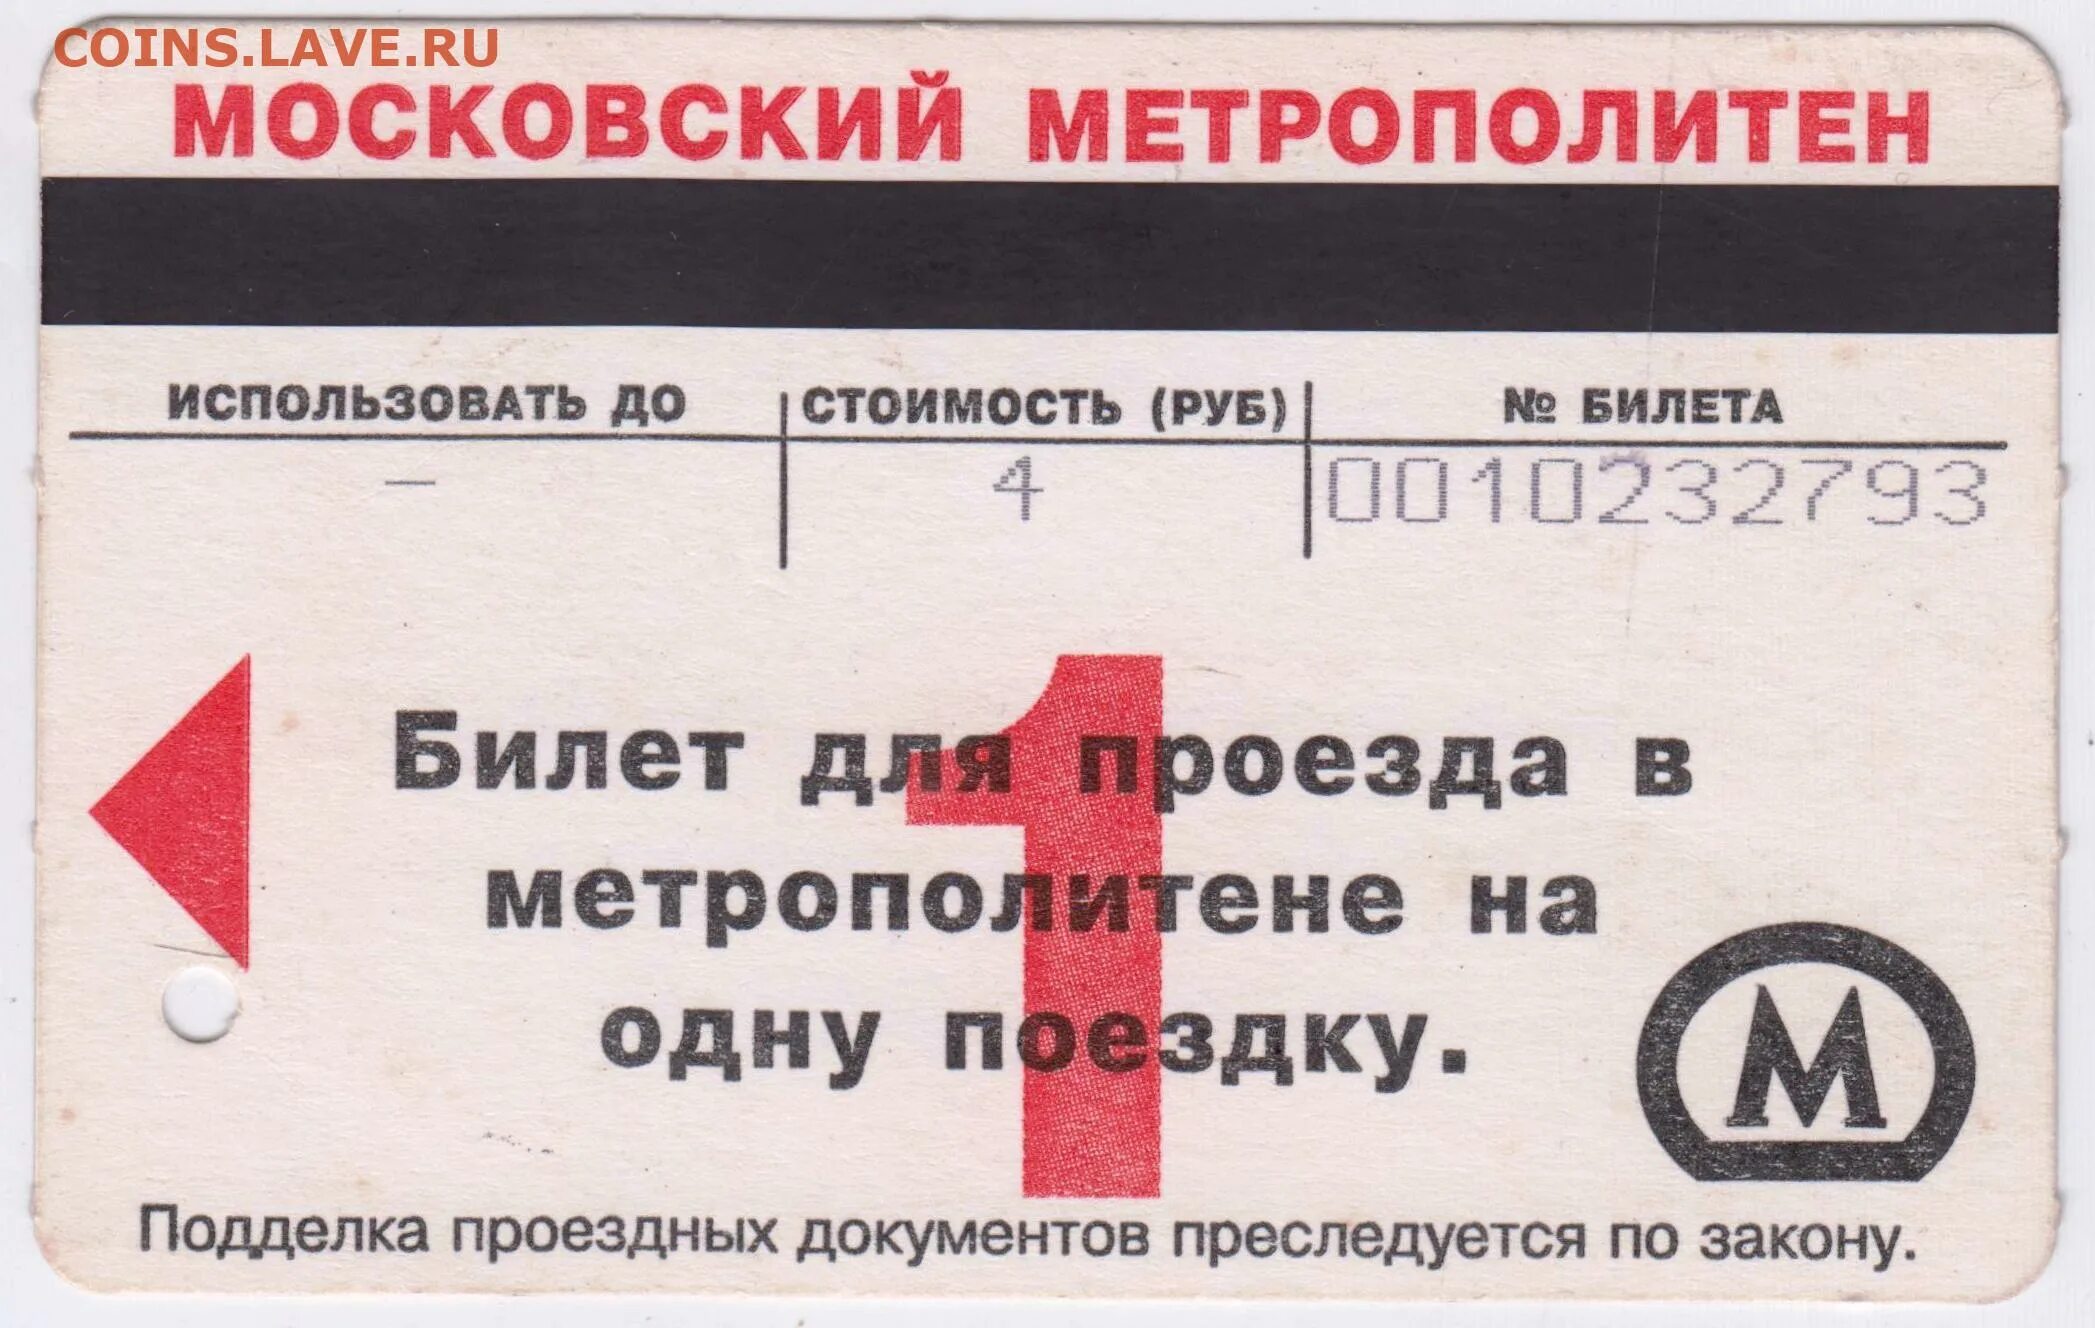 COINS.LAVE.RU
МОСКОВСКИЙ МЕТРОПОЛИТЕН
ИСПОЛЬЗОВАТЬ ДО СТОИМОСТЬ (РУБ) № БИЛЕТА
– 4 0010232793
1
Билет для проезда в
метрополитене на
одну поездку.
М
Подделка проездных документов преследуется по закону.